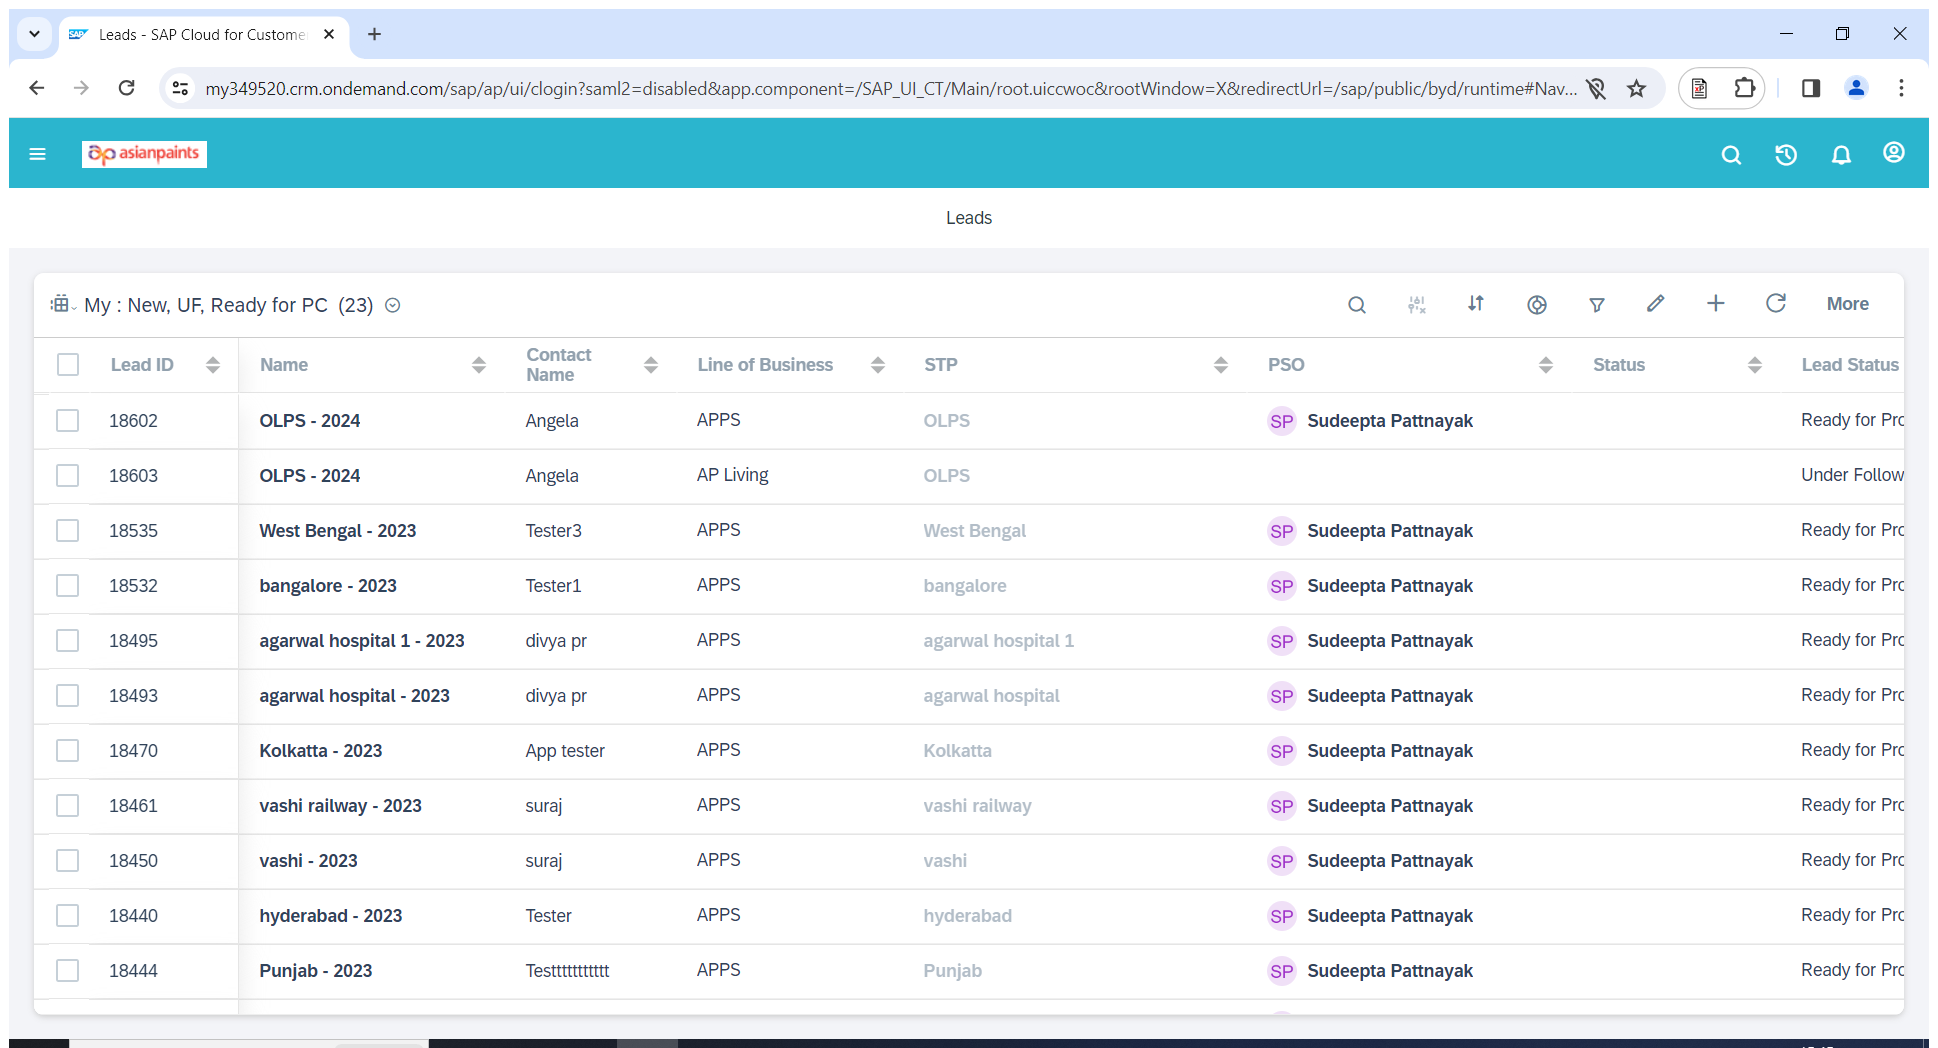 Leads - SAP Cloud for Custome
my349520.crm.ondemand.com/sap/ap/ui/clogin?saml2=disabled&app.component=/SAP_UI_CT/Main/root.uiccwoc&rootWindow=X&redirectUrl=/sap/public/byd/runtime#Nav...
asianpaints
Leads
My : New, UF, Ready for PC (23)
More
Lead ID Name Contact Name Line of Business STP PSO Status Lead Status
18602 OLPS - 2024 Angela APPS OLPS SP Sudeepta Pattnayak Ready for Pro
18603 OLPS - 2024 Angela AP Living OLPS Under Follow
18535 West Bengal - 2023 Tester3 APPS West Bengal SP Sudeepta Pattnayak Ready for Pro
18532 bangalore - 2023 Tester1 APPS bangalore SP Sudeepta Pattnayak Ready for Pro
18495 agarwal hospital 1 - 2023 divya pr APPS agarwal hospital 1 SP Sudeepta Pattnayak Ready for Pro
18493 agarwal hospital - 2023 divya pr APPS agarwal hospital SP Sudeepta Pattnayak Ready for Pro
18470 Kolkatta - 2023 App tester APPS Kolkatta SP Sudeepta Pattnayak Ready for Pro
18461 vashi railway - 2023 suraj APPS vashi railway SP Sudeepta Pattnayak Ready for Pro
18450 vashi - 2023 suraj APPS vashi SP Sudeepta Pattnayak Ready for Pro
18440 hyderabad - 2023 Tester APPS hyderabad SP Sudeepta Pattnayak Ready for Pro
18444 Punjab - 2023 Testttttttttttt APPS Punjab SP Sudeepta Pattnayak Ready for Pro